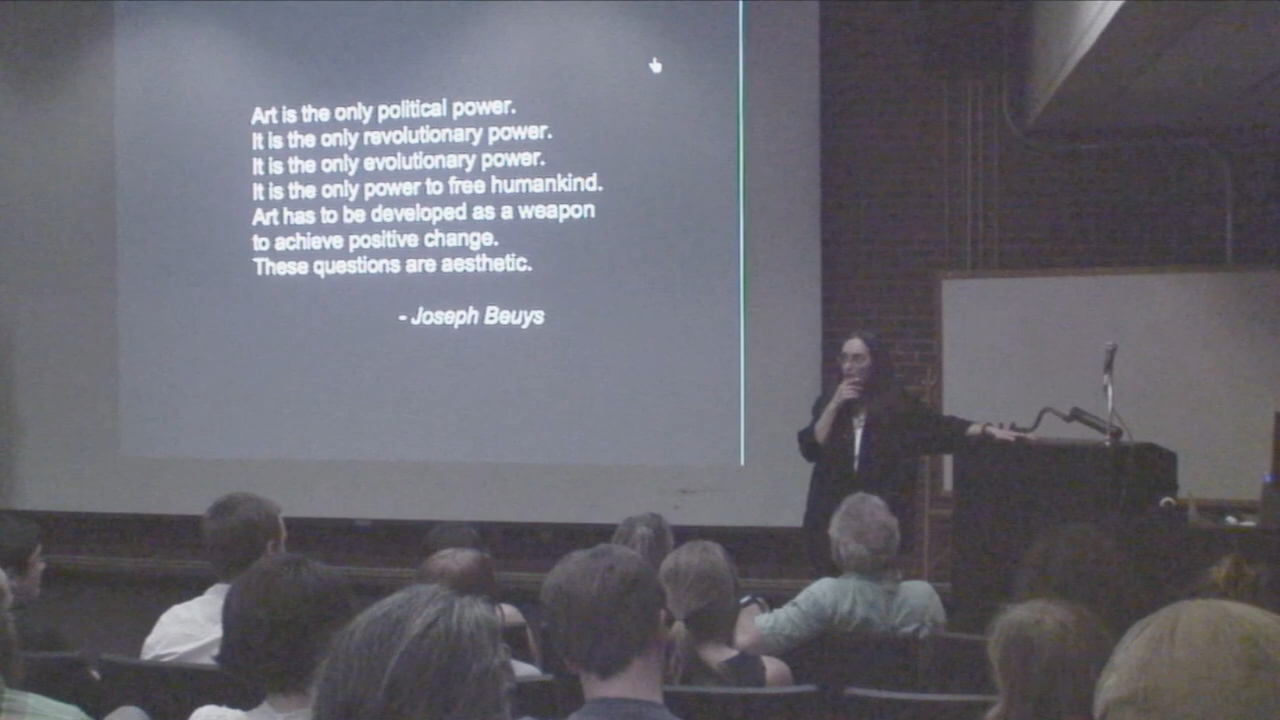 Art is the only political power.
It is the only revolutionary power.
It is the only evolutionary power.
It is the only power to free humankind.
Art has to be developed as a weapon
to achieve positive change.
These questions are aesthetic.
- Joseph Beuys